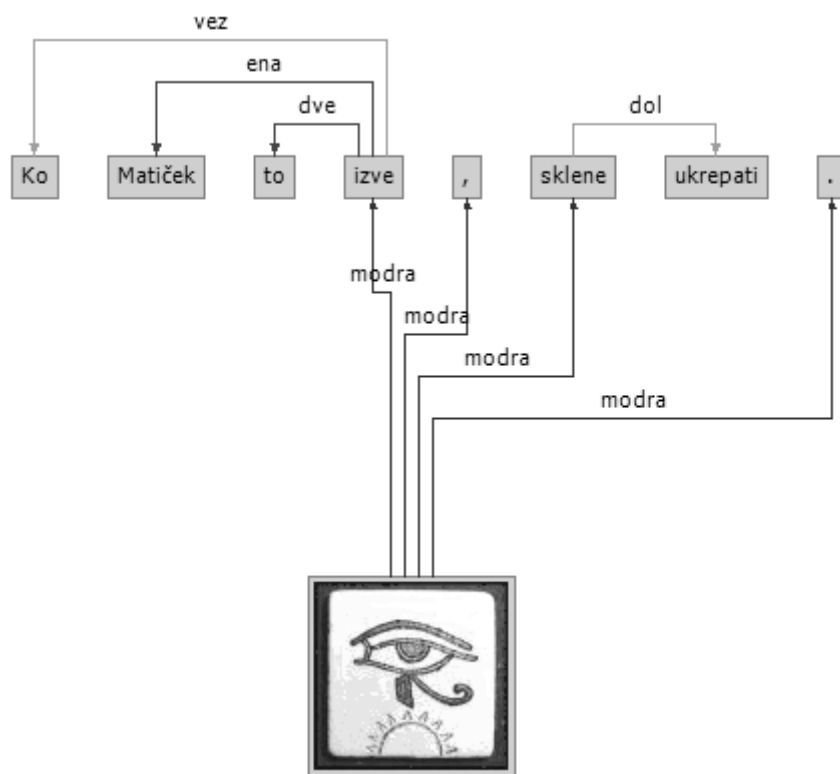 vez
ena
dve
dol
Ko Matiček to izve , sklene ukrepati .
modra
modra
modra
modra